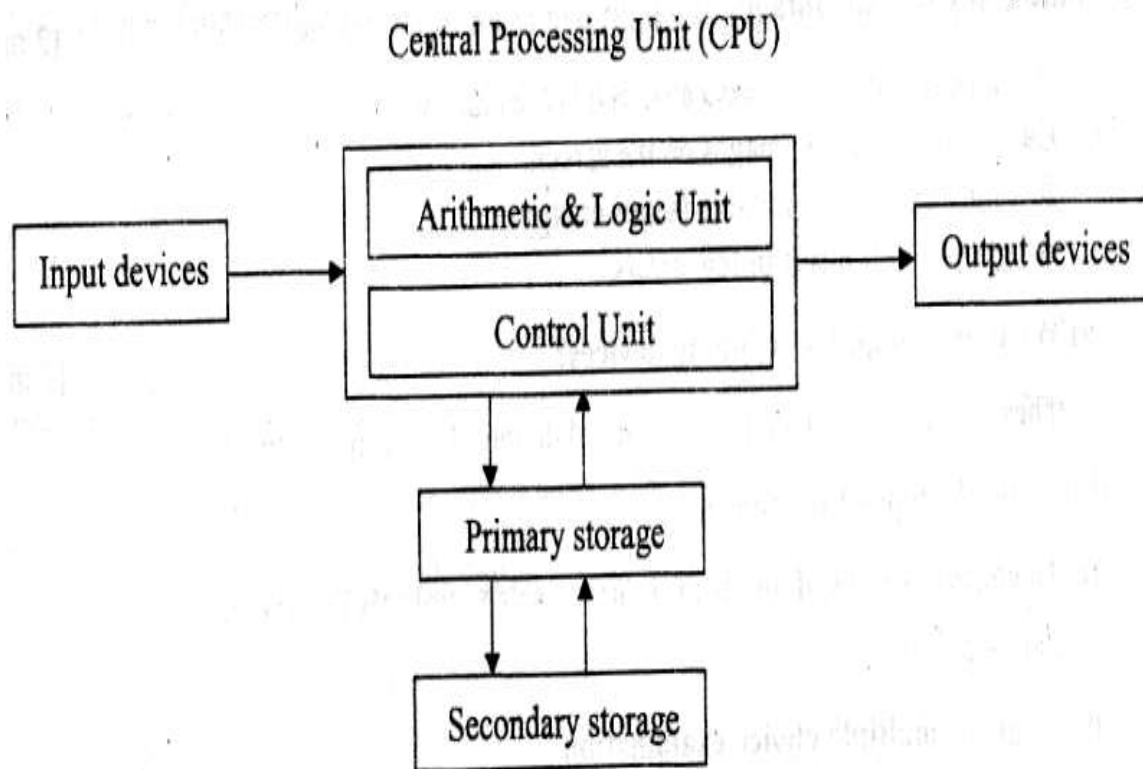 Central Processing Unit (CPU)
Arithmetic & Logic Unit
Input devices
Output devices
Control Unit
Primary storage
Secondary storage